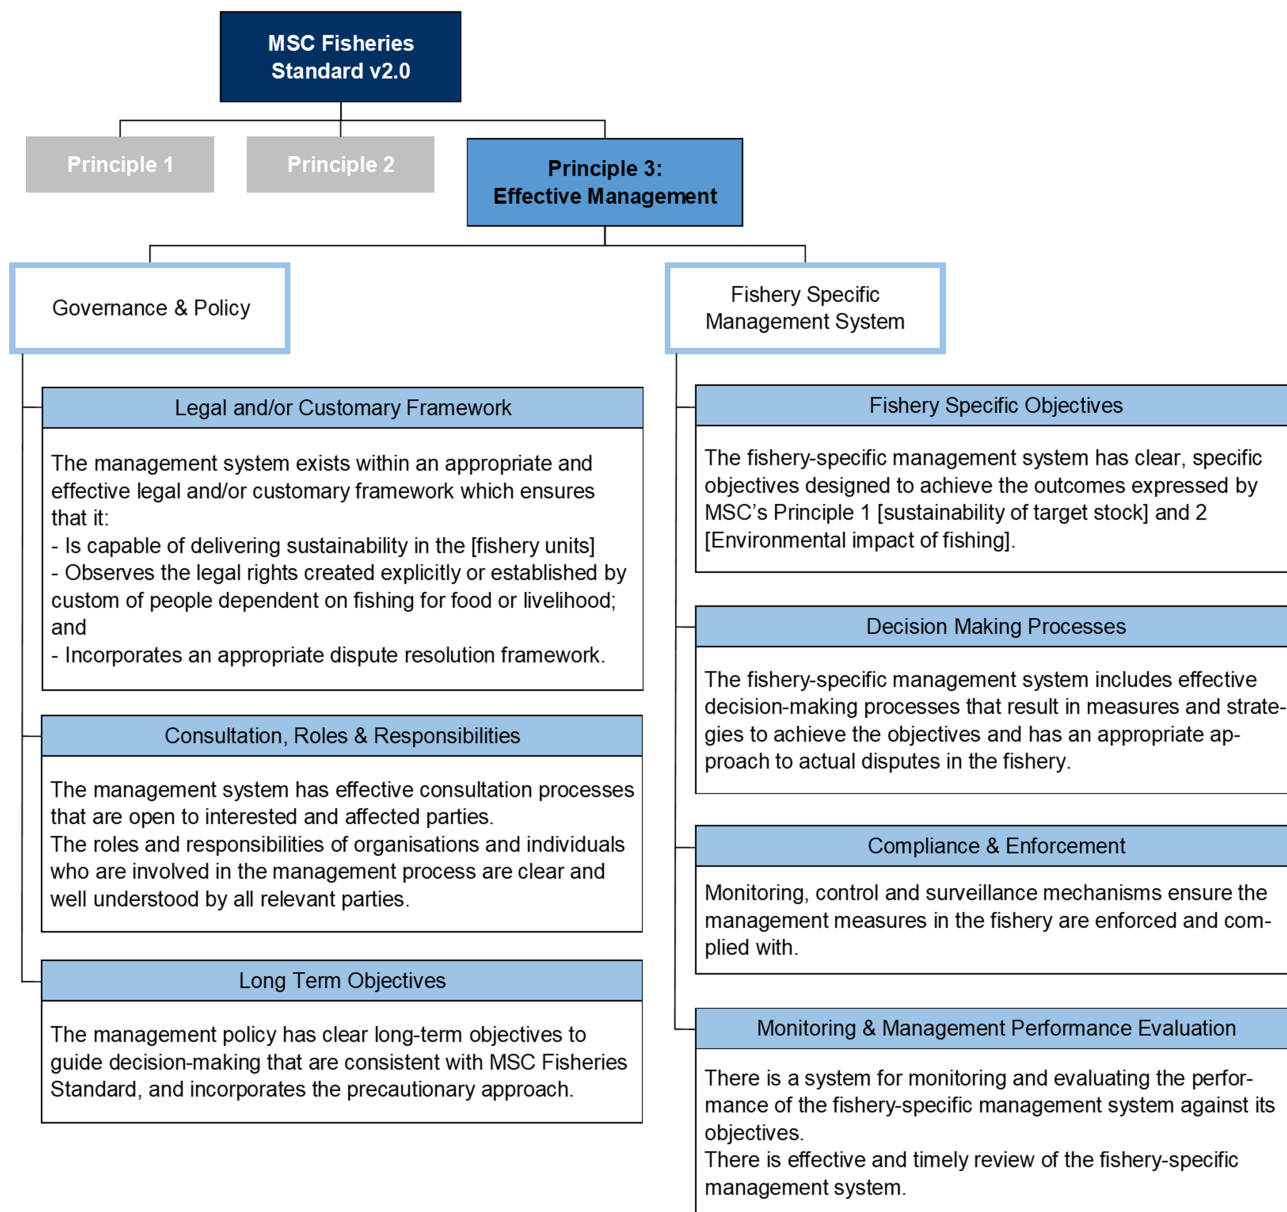 MSC Fisheries
Standard v2.0
Principle 1
Principle 2
Principle 3:
Effective Management
Governance & Policy
Legal and/or Customary Framework
The management system exists within an appropriate and
effective legal and/or customary framework which ensures
that it:
- Is capable of delivering sustainability in the [fishery units]
- Observes the legal rights created explicitly or established by
custom of people dependent on fishing for food or livelihood;
and
- Incorporates an appropriate dispute resolution framework.
Consultation, Roles & Responsibilities
The management system has effective consultation processes
that are open to interested and affected parties.
The roles and responsibilities of organisations and individuals
who are involved in the management process are clear and
well understood by all relevant parties.
Long Term Objectives
The management policy has clear long-term objectives to
guide decision-making that are consistent with MSC Fisheries
Standard, and incorporates the precautionary approach.
Fishery Specific
Management System
Fishery Specific Objectives
The fishery-specific management system has clear, specific
objectives designed to achieve the outcomes expressed by
MSC’s Principle 1 [sustainability of target stock] and 2
[Environmental impact of fishing].
Decision Making Processes
The fishery-specific management system includes effective
decision-making processes that result in measures and strate-
gies to achieve the objectives and has an appropriate ap-
proach to actual disputes in the fishery.
Compliance & Enforcement
Monitoring, control and surveillance mechanisms ensure the
management measures in the fishery are enforced and com-
plied with.
Monitoring & Management Performance Evaluation
There is a system for monitoring and evaluating the perfor-
mance of the fishery-specific management system against its
objectives.
There is effective and timely review of the fishery-specific
management system.